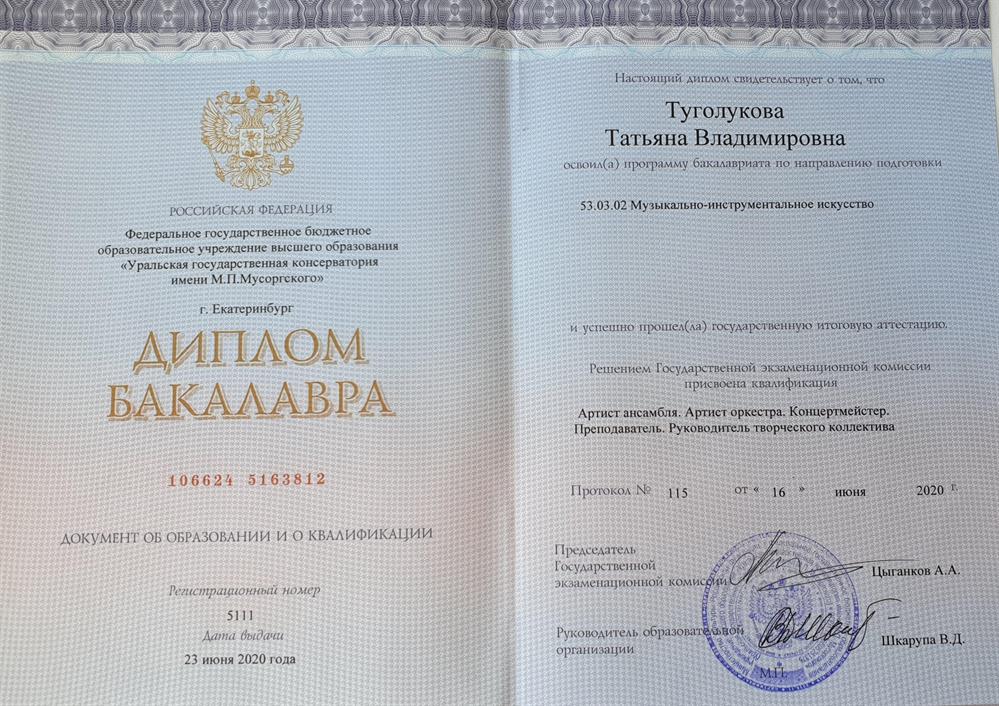 РОССИЙСКАЯ ФЕДЕРАЦИЯ
Федеральное государственное бюджетное
образовательное учреждение высшего образования
«Уральская государственная консерватория
имени М.П.Мусоргского»
г. Екатеринбург
ДИПЛОМ
БАКАЛАВРА
106624 5163812
ДОКУМЕНТ ОБ ОБРАЗОВАНИИ И О КВАЛИФИКАЦИИ
Регистрационный номер
5111
Дата выдачи
23 июня 2020 года
Настоящий диплом свидетельствует о том, что
Туголукова
Татьяна Владимировна
освоил(а) программу бакалавриата по направлению подготовки
53.03.02 Музыкально-инструментальное искусство
и успешно прошел(ла) государственную итоговую аттестацию.
Решением Государственной экзаменационной комиссии
присвоена квалификация
Артист ансамбля. Артист оркестра. Концертмейстер.
Преподаватель. Руководитель творческого коллектива
Протокол № 115 от « 16 » июня 2020 г.
Председатель
Государственной
экзаменационной комиссии
Цыганков А.А.
Руководитель образовательной
организации
Шкарупа В.Д.
М.П.